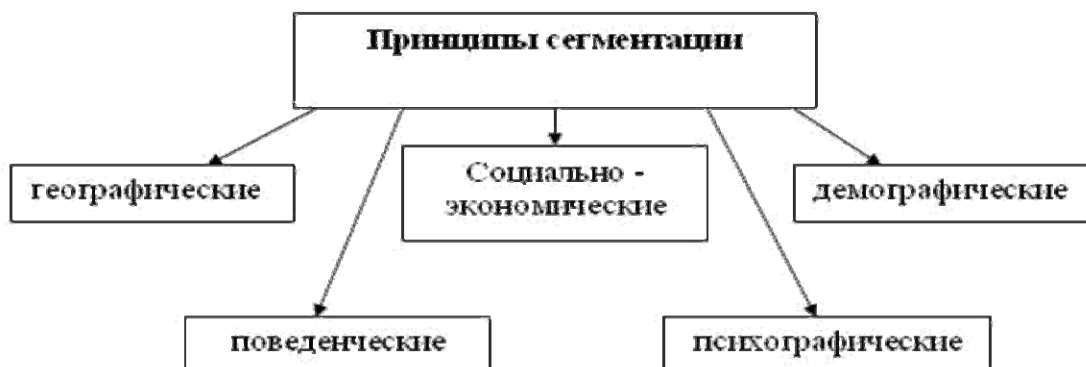 Принципы сегментации
географические
Социально -
экономические
демографические
поведенческие
психографические